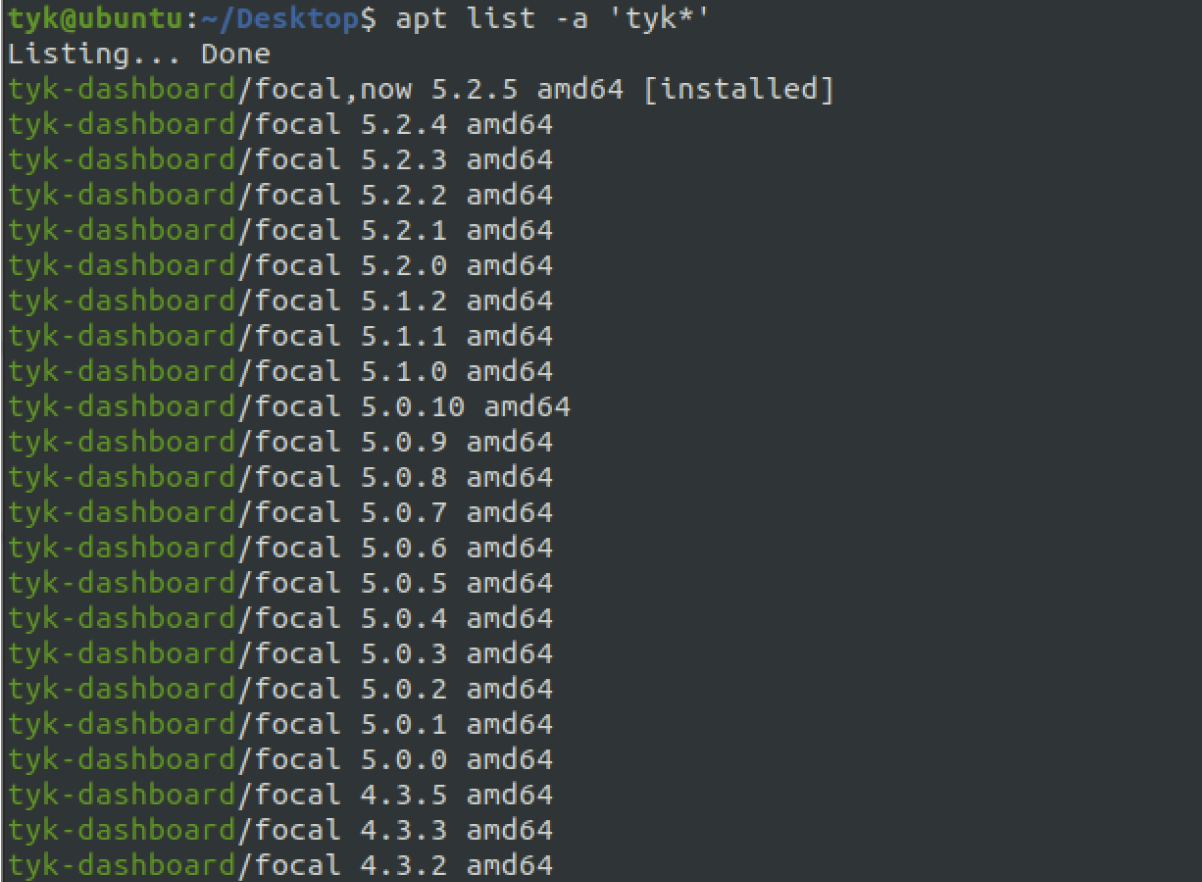 tyk@ubuntu:~/Desktop$ apt list -a 'tyk*'
Listing... Done
tyk-dashboard/focal,now 5.2.5 amd64 [installed]
tyk-dashboard/focal 5.2.4 amd64
tyk-dashboard/focal 5.2.3 amd64
tyk-dashboard/focal 5.2.2 amd64
tyk-dashboard/focal 5.2.1 amd64
tyk-dashboard/focal 5.2.0 amd64
tyk-dashboard/focal 5.1.2 amd64
tyk-dashboard/focal 5.1.1 amd64
tyk-dashboard/focal 5.1.0 amd64
tyk-dashboard/focal 5.0.10 amd64
tyk-dashboard/focal 5.0.9 amd64
tyk-dashboard/focal 5.0.8 amd64
tyk-dashboard/focal 5.0.7 amd64
tyk-dashboard/focal 5.0.6 amd64
tyk-dashboard/focal 5.0.5 amd64
tyk-dashboard/focal 5.0.4 amd64
tyk-dashboard/focal 5.0.3 amd64
tyk-dashboard/focal 5.0.2 amd64
tyk-dashboard/focal 5.0.1 amd64
tyk-dashboard/focal 5.0.0 amd64
tyk-dashboard/focal 4.3.5 amd64
tyk-dashboard/focal 4.3.3 amd64
tyk-dashboard/focal 4.3.2 amd64